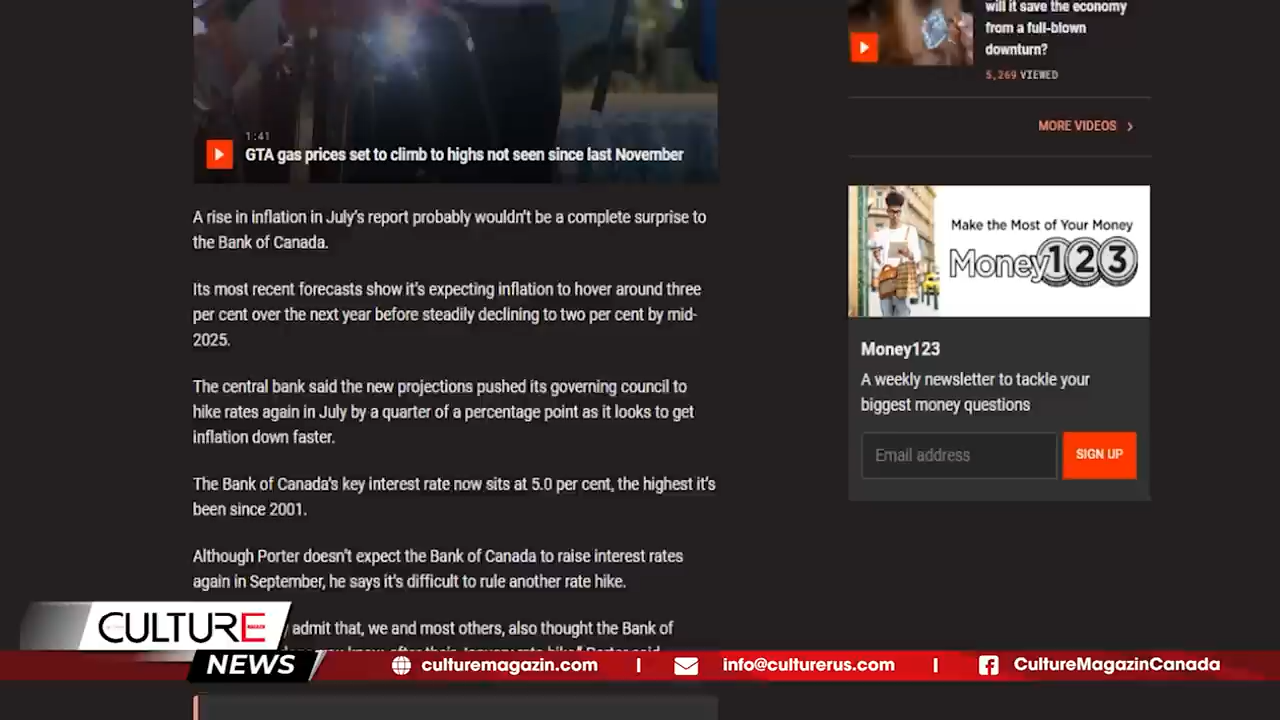 will it save the economy
from a full-blown
downturn?
5,269 VIEWED
MORE VIDEOS
1:41
GTA gas prices set to climb to highs not seen since last November
A rise in inflation in July's report probably wouldn't be a complete surprise to
the Bank of Canada.
Its most recent forecasts show it's expecting inflation to hover around three
per cent over the next year before steadily declining to two per cent by mid-
2025.
The central bank said the new projections pushed its governing council to
hike rates again in July by a quarter of a percentage point as it looks to get
inflation down faster.
The Bank of Canada's key interest rate now sits at 5.0 per cent, the highest it's
been since 2001.
Although Porter doesn't expect the Bank of Canada to raise interest rates
again in September, he says it's difficult to rule another rate hike.
admit that, we and most others, also thought the Bank of
Make the Most of Your Money
Money123
Money123
A weekly newsletter to tackle your
biggest money questions
Email address
SIGN UP
CULTURE
NEWS
culturemagazin.com
info@culturerus.com
CultureMagazinCanada